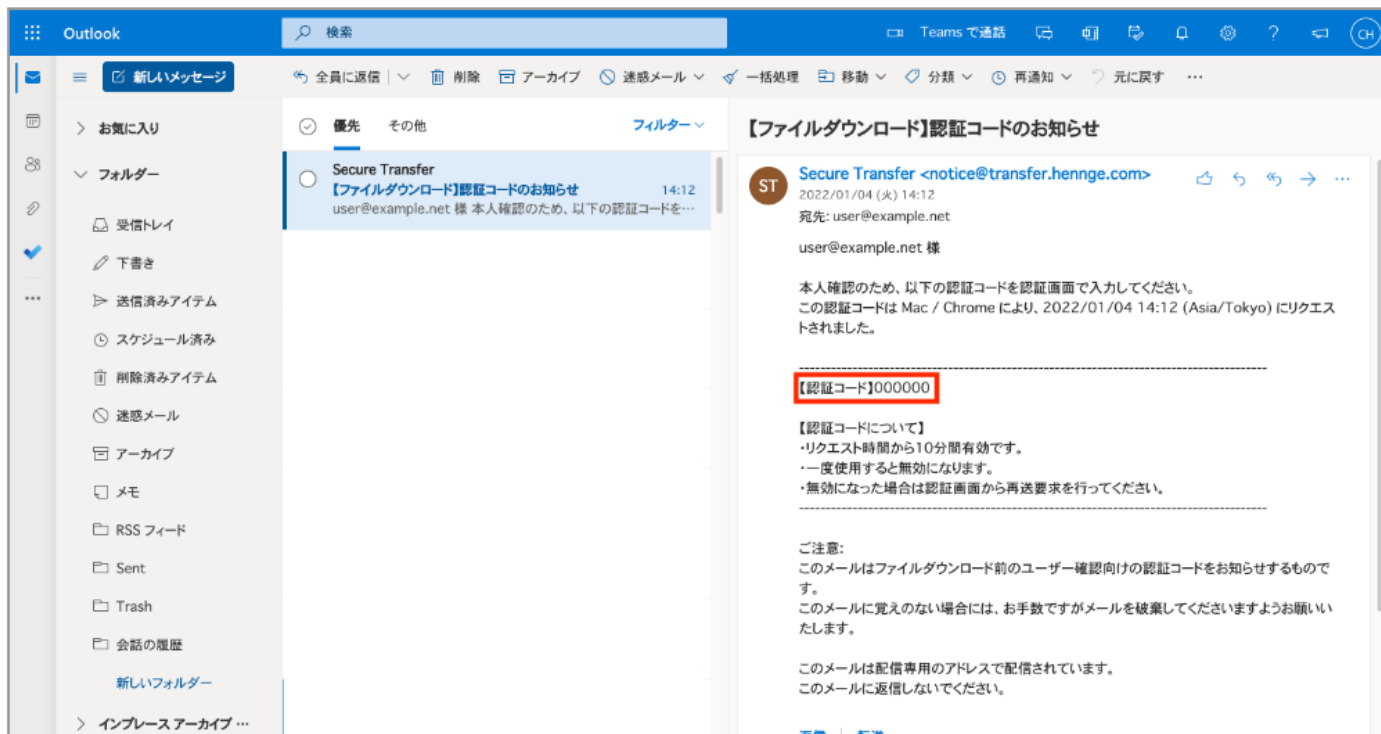 Outlook
検索
Teams で通話
CH
新しいメッセージ
全員に返信
削除
アーカイブ
迷惑メール
一括処理
移動
分類
再通知
元に戻す
お気に入り
フォルダー
受信トレイ
下書き
送信済みアイテム
スケジュール済み
削除済みアイテム
迷惑メール
アーカイブ
メモ
RSS フィード
Sent
Trash
会話の履歴
新しいフォルダー
インプレース アーカイブ …
優先
その他
フィルター
Secure Transfer
【ファイルダウンロード】認証コードのお知らせ
14:12
user@example.net 様 本人確認のため、以下の認証コードを…
【ファイルダウンロード】認証コードのお知らせ
ST
Secure Transfer <notice@transfer.hennge.com>
2022/01/04 (火) 14:12
宛先: user@example.net
user@example.net 様
本人確認のため、以下の認証コードを認証画面で入力してください。
この認証コードは Mac / Chrome により、2022/01/04 14:12 (Asia/Tokyo) にリクエス
トされました。
【認証コード】000000
【認証コードについて】
・リクエスト時間から10分間有効です。
・一度使用すると無効になります。
・無効になった場合は認証画面から再送要求を行ってください。
ご注意:
このメールはファイルダウンロード前のユーザー確認向けの認証コードをお知らせするもので
す。
このメールに覚えのない場合には、お手数ですがメールを破棄してくださいますようお願いい
たします。
このメールは配信専用のアドレスで配信されています。
このメールに返信しないでください。